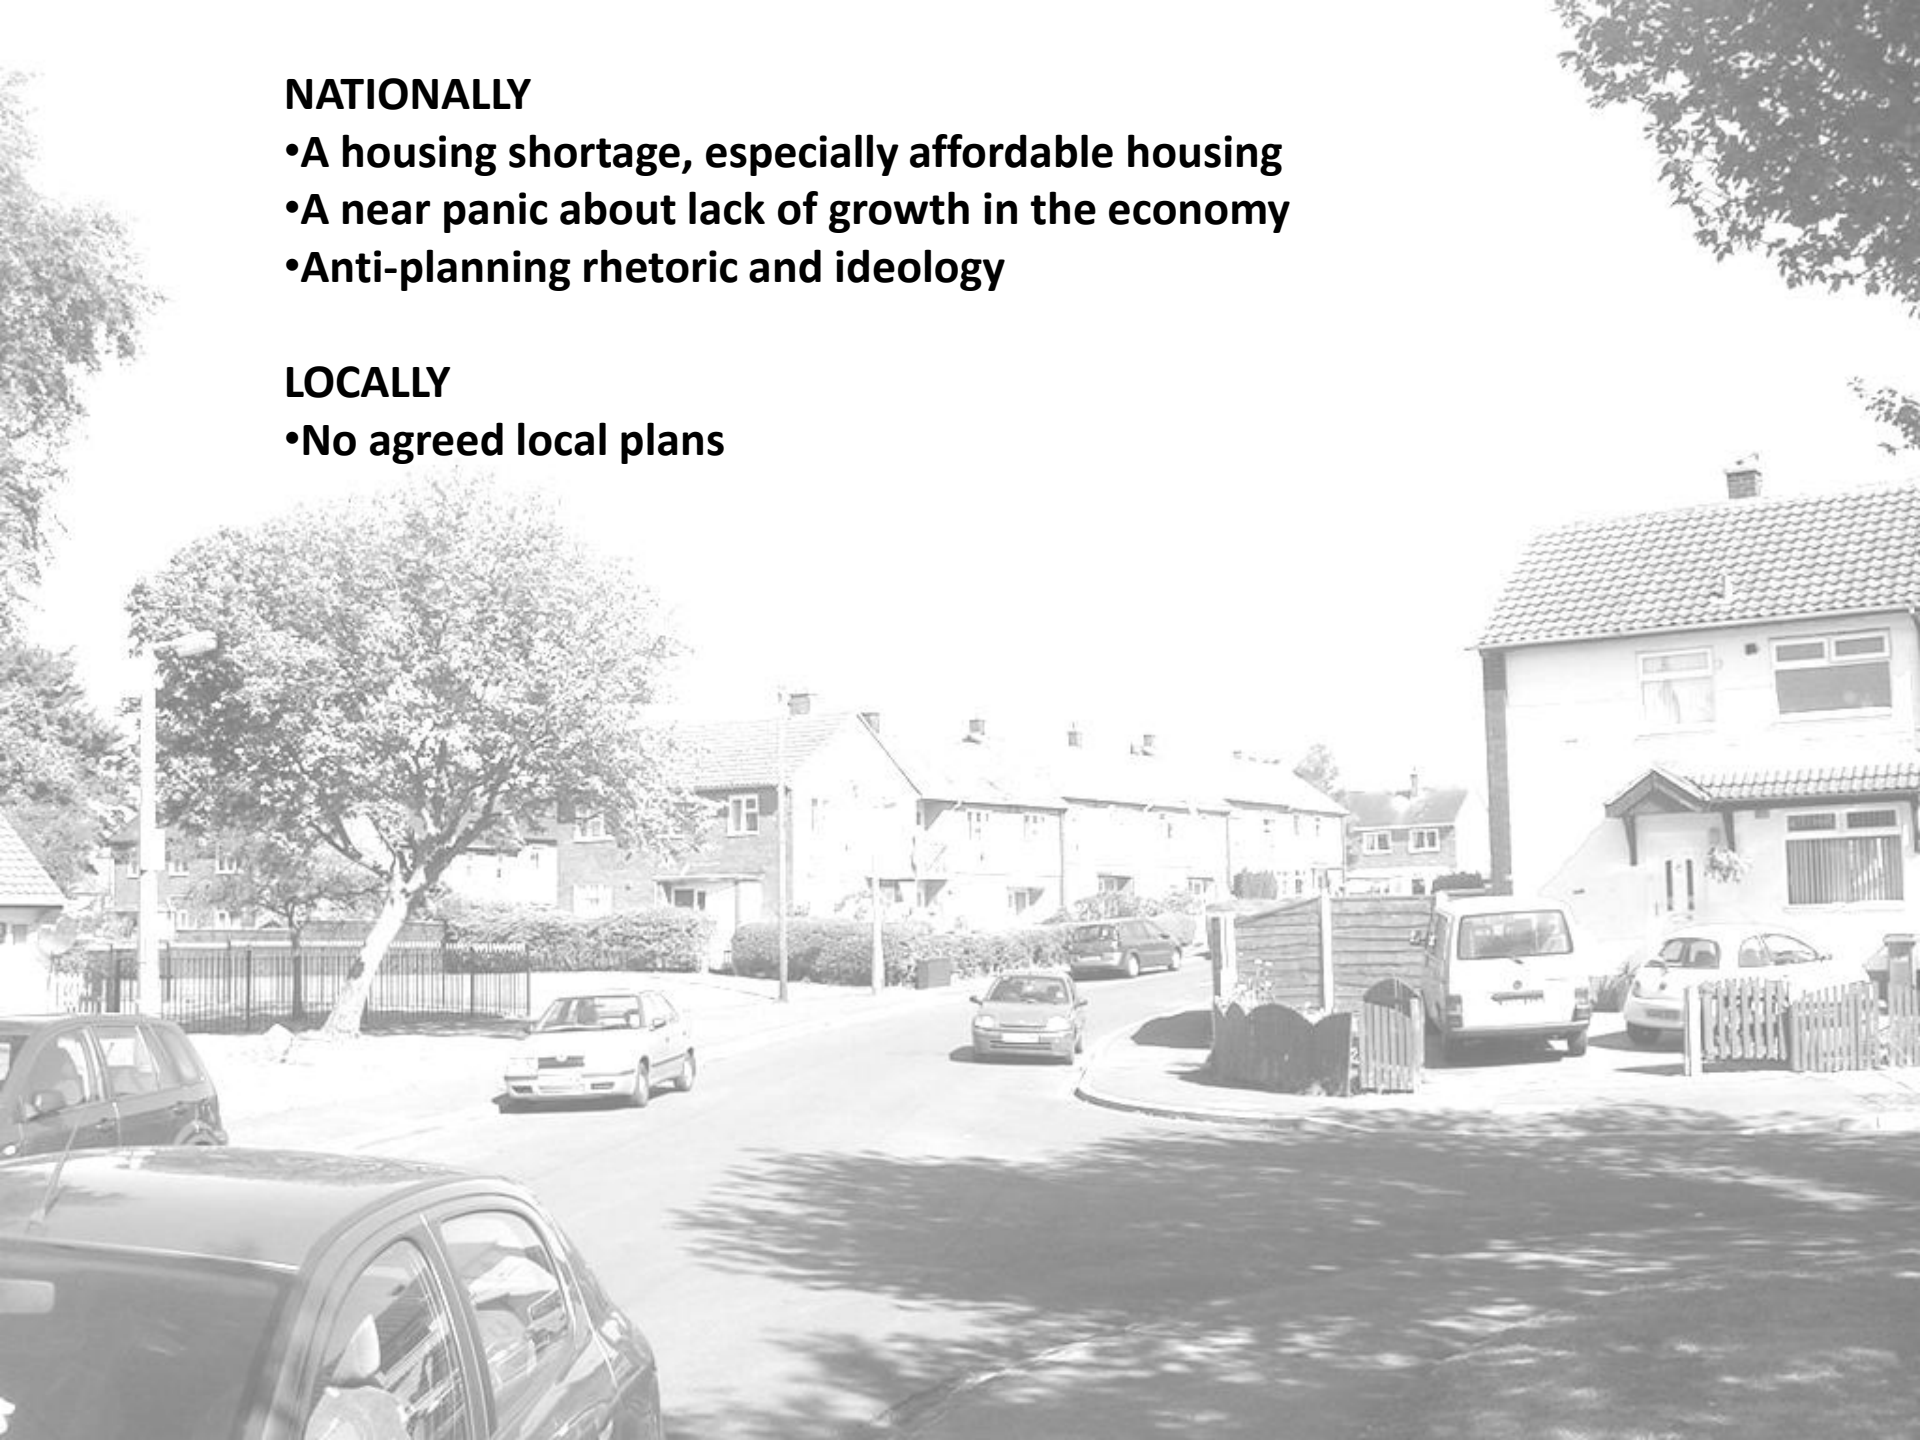 NATIONALLY
•A housing shortage, especially affordable housing
•A near panic about lack of growth in the economy
•Anti-planning rhetoric and ideology
LOCALLY
•No agreed local plans